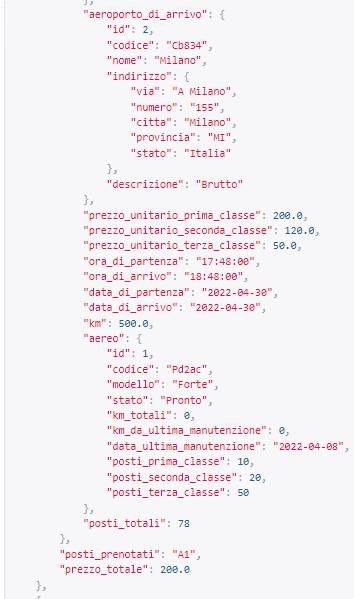 },
"aeroporto_di_arrivo": {
"id": 2,
"codice": "Cb834",
"nome": "Milano",
"indirizzo": {
"via": "A Milano",
"numero": "155",
"citta": "Milano",
"provincia": "MI",
"stato": "Italia"
},
"descrizione": "Brutto"
},
"prezzo_unitario_prima_classe": 200.0,
"prezzo_unitario_seconda_classe": 120.0,
"prezzo_unitario_terza_classe": 50.0,
"ora_di_partenza": "17:48:00",
"ora_di_arrivo": "18:48:00",
"data_di_partenza": "2022-04-30",
"data_di_arrivo": "2022-04-30",
"km": 500.0,
"aereo": {
"id": 1,
"codice": "Pd2ac",
"modello": "Forte",
"stato": "Pronto",
"km_totali": 0,
"km_da_ultima_manutenzione": 0,
"data_ultima_manutenzione": "2022-04-08",
"posti_prima_classe": 10,
"posti_seconda_classe": 20,
"posti_terza_classe": 50
},
"posti_totali": 78
},
"posti_prenotati": "A1",
"prezzo_totale": 200.0
},
{